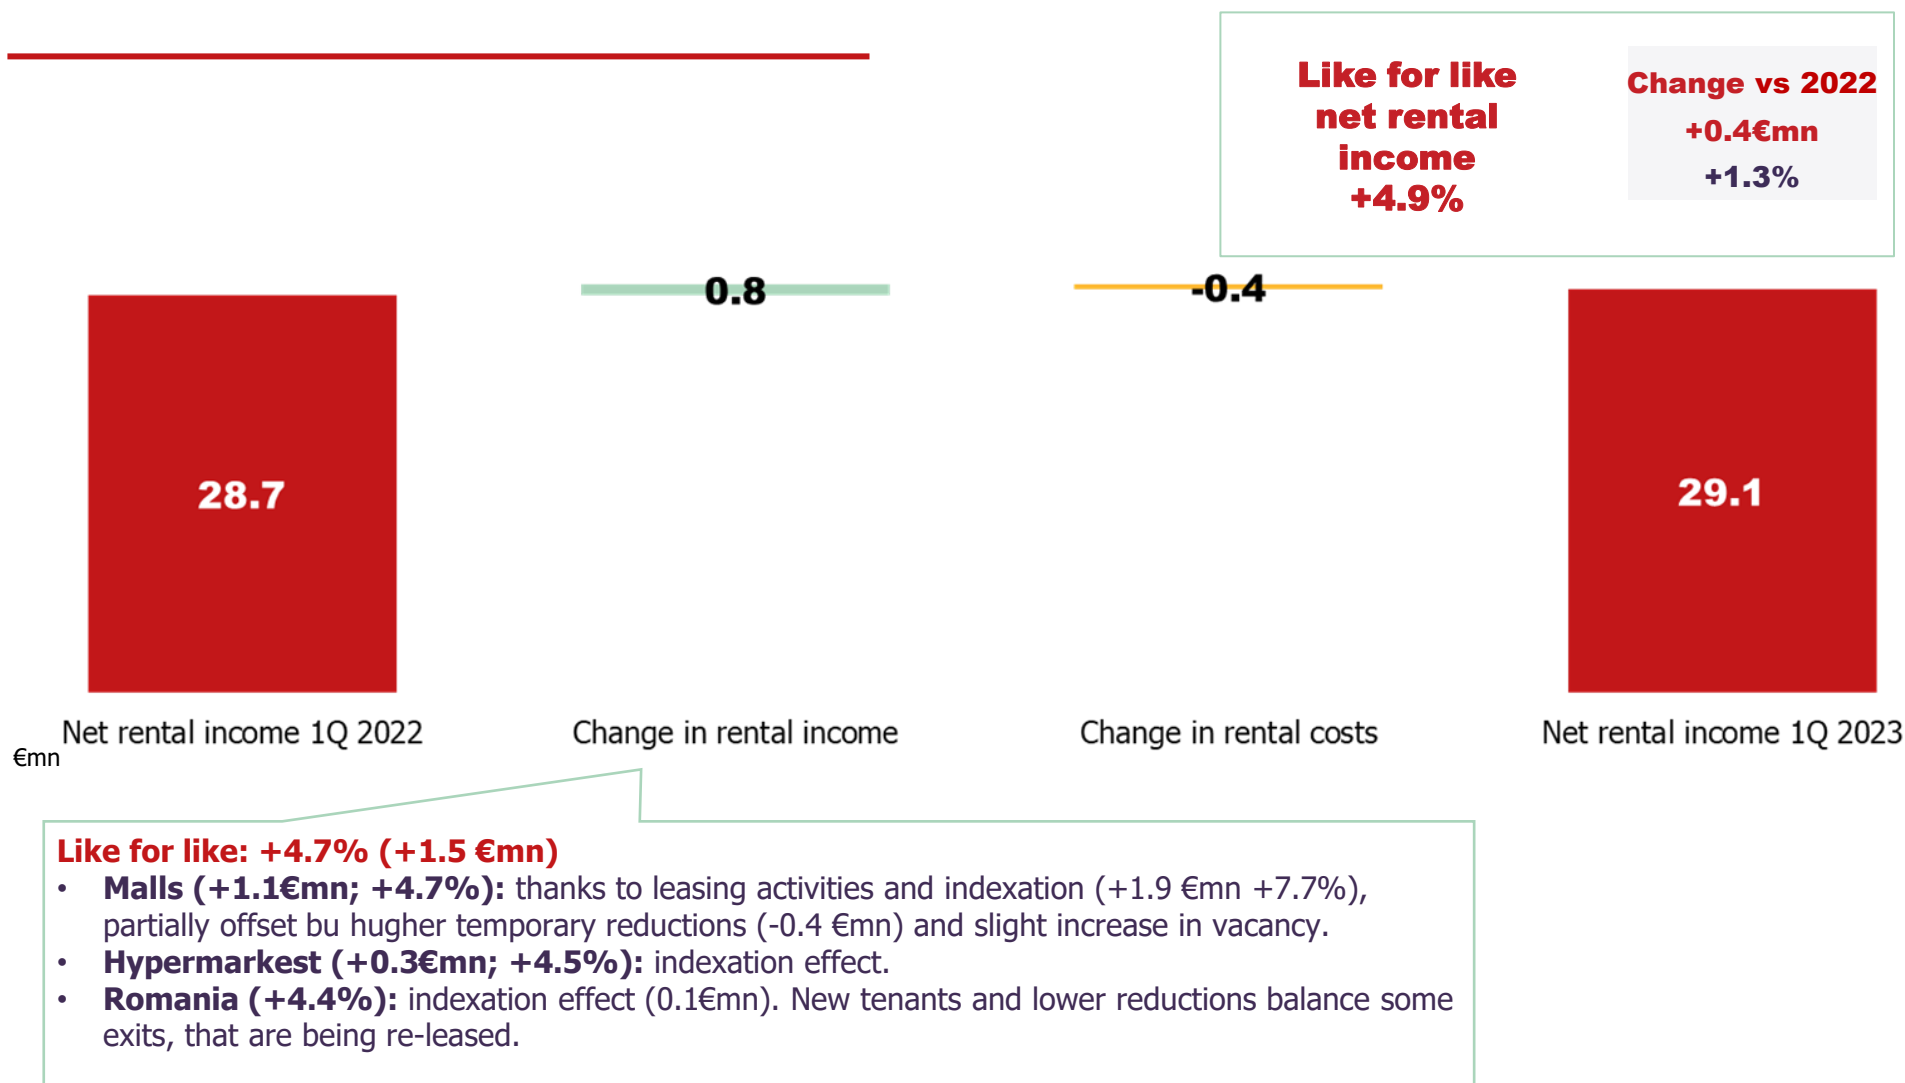 Like for like
net rental
income
+4.9%
Change vs 2022
+0.4€mn
+1.3%
0.8
-0.4
28.7
29.1
Net rental income 1Q 2022
Change in rental income
Change in rental costs
Net rental income 1Q 2023
€mn
Like for like: +4.7% (+1.5 €mn)
• Malls (+1.1€mn; +4.7%): thanks to leasing activities and indexation (+1.9 €mn +7.7%),
partially offset bu hugher temporary reductions (-0.4 €mn) and slight increase in vacancy.
• Hypermarkest (+0.3€mn; +4.5%): indexation effect.
• Romania (+4.4%): indexation effect (0.1€mn). New tenants and lower reductions balance some
exits, that are being re-leased.